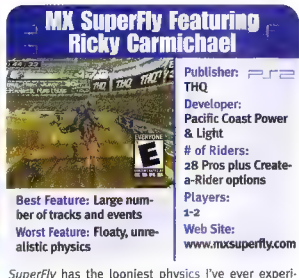 MX SuperFly Featuring
Ricky Carmichael
THQ
EVERYONE
E
ESRB
Best Feature: Large num-
ber of tracks and events
Worst Feature: Floaty, unre-
alistic physics
Publisher: PS2
THQ
Developer:
Pacific Coast Power
& Light
# of Riders:
28 Pros plus Create-
a-Rider options
Players:
1-2
Web Site:
www.mxsuperfly.com
SuperFly has the looniest physics I've ever experi-